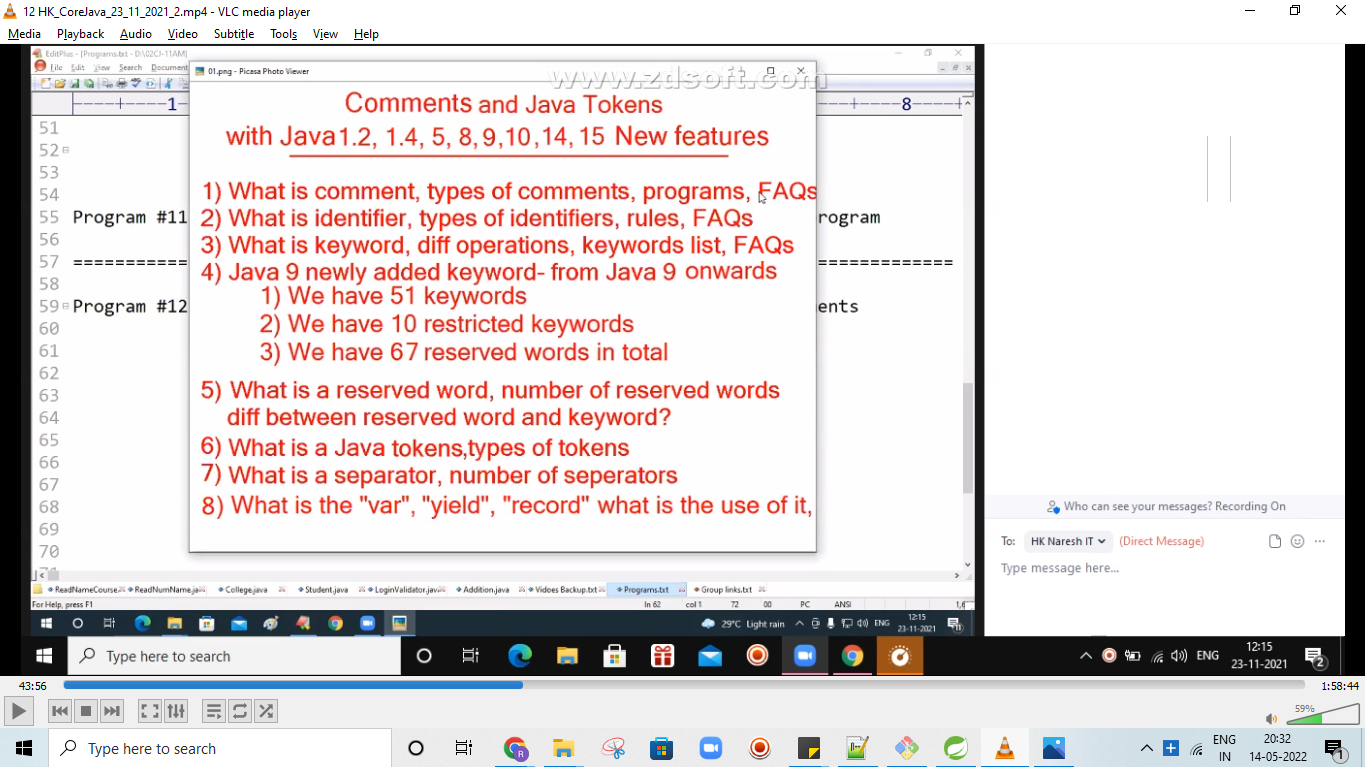 12 HK_CoreJava_23_11_2021_2.mp4 - VLC media player
Media Playback Audio Video Subtitle Tools View Help
EditPlus - [Programs.txt - D:\02CJ-11AM]
File Edit View Search Document
01.png - Picasa Photo Viewer
www.zdsoft.com
----+----1
----+----8----+
Comments and Java Tokens
with Java1.2, 1.4, 5, 8, 9,10,14, 15 New features
1) What is comment, types of comments, programs, FAQs
2) What is identifier, types of identifiers, rules, FAQs
3) What is keyword, diff operations, keywords list, FAQs
4) Java 9 newly added keyword- from Java 9 onwards
1) We have 51 keywords
2) We have 10 restricted keywords
3) We have 67 reserved words in total
5) What is a reserved word, number of reserved words
diff between reserved word and keyword?
6) What is a Java tokens,types of tokens
7) What is a separator, number of seperators
8) What is the "var", "yield", "record" what is the use of it,
51
52
53
54
55 Program #11 rogram
56
57 =============
58
59 Program #12 ents
60
61
62
63
64
65
66
67
68
69
70
Who can see your messages? Recording On
To: HK Naresh IT (Direct Message)
Type message here...
ReadNameCourse. ReadNumName.ja College.java Student.java LoginValidator.jav Addition.java Vidoes Backup.txt Programs.txt Group links.txt
For Help, press F1 ln 62 col 1 72 00 PC ANSI 1,6
29°C Light rain ENG 12:15
23-11-2021
Type here to search ENG 12:15
23-11-2021
2
43:56 1:58:44
59%
Type here to search ENG 20:32
IN 14-05-2022
1